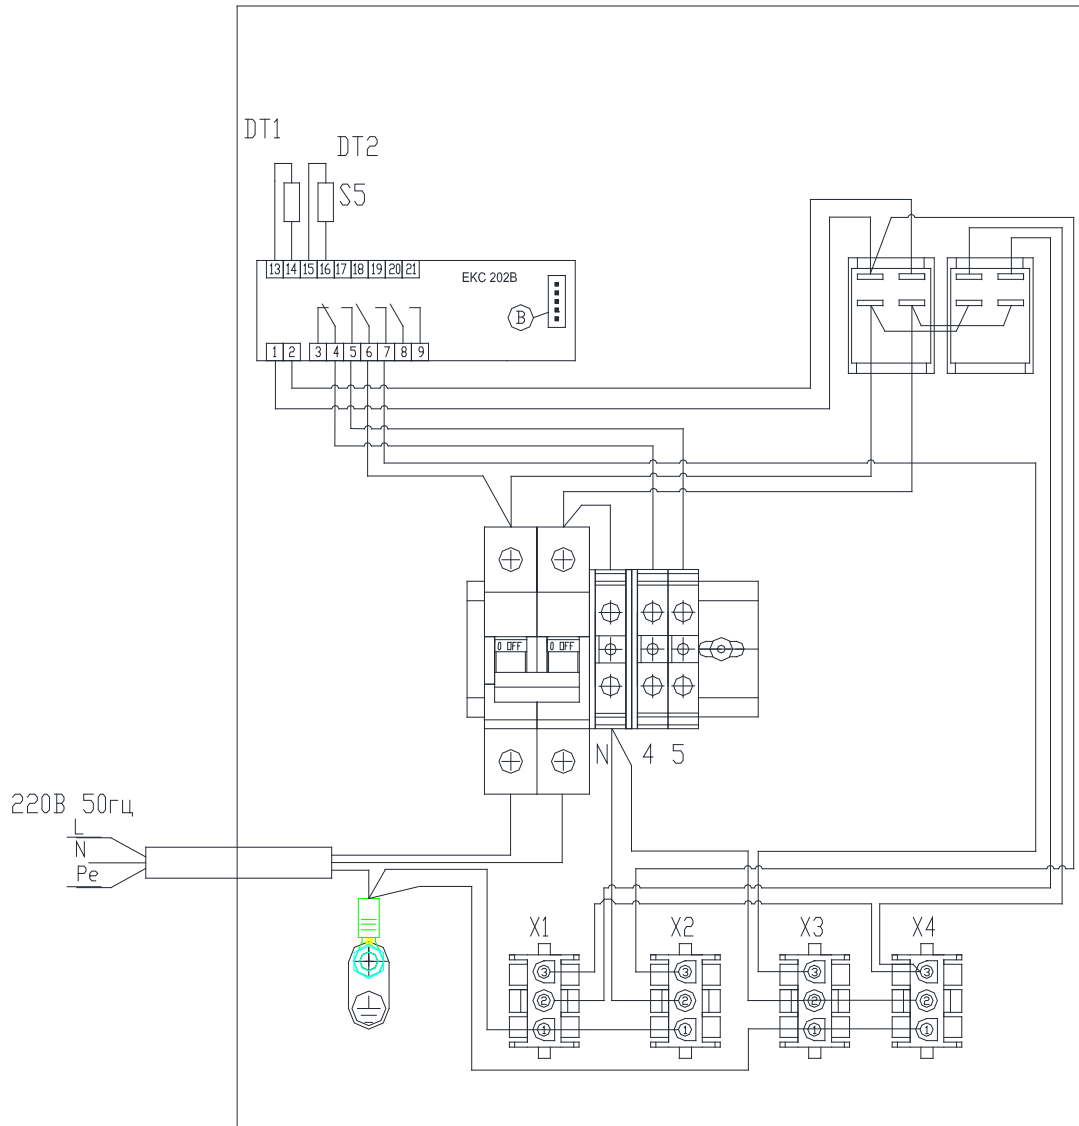 DT1
DT2
S5
13 14 15 16 17 18 19 20 21
EKC 202B
B
1 2 3 4 5 6 7 8 9
0 OFF 0 OFF
N 4 5
220В 50гц
L
N
Pe
X1 X2 X3 X4
3 3 3 3
2 2 2 2
1 1 1 1